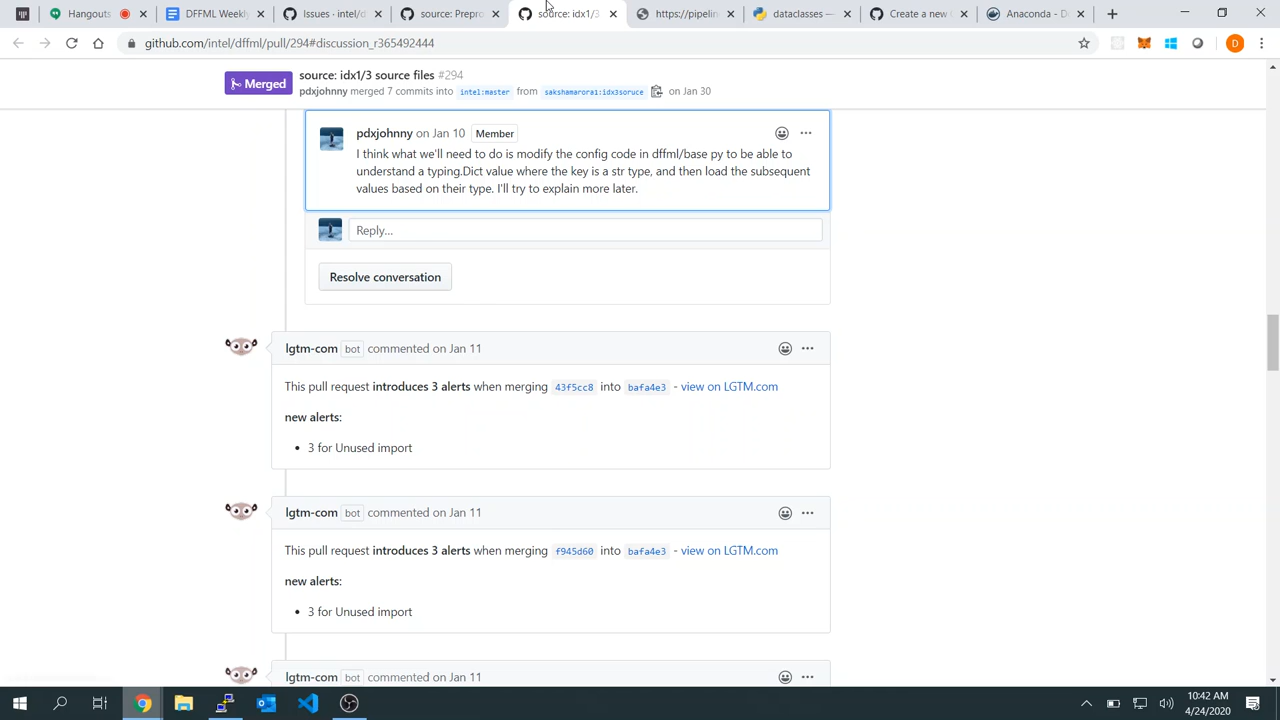 Hangouts
DFFML Weekly
Issues · intel/d
source: Prepro
source: idx1/3
https://pipelin
dataclasses —
Create a new
Anaconda - D
github.com/intel/dffml/pull/294#discussion_r365492444
D
Merged
source: idx1/3 source files #294
pdxjohnny merged 7 commits into intel:master from sakshamarora1:idx3soruce on Jan 30
pdxjohnny on Jan 10 Member
I think what we'll need to do is modify the config code in dffml/base py to be able to
understand a typing.Dict value where the key is a str type, and then load the subsequent
values based on their type. I'll try to explain more later.
Reply...
Resolve conversation
lgtm-com bot commented on Jan 11
This pull request introduces 3 alerts when merging 43f5cc8 into bafa4e3 - view on LGTM.com
new alerts:
• 3 for Unused import
lgtm-com bot commented on Jan 11
This pull request introduces 3 alerts when merging f945d60 into bafa4e3 - view on LGTM.com
new alerts:
• 3 for Unused import
lgtm-com bot commented on Jan 11
10:42 AM
4/24/2020